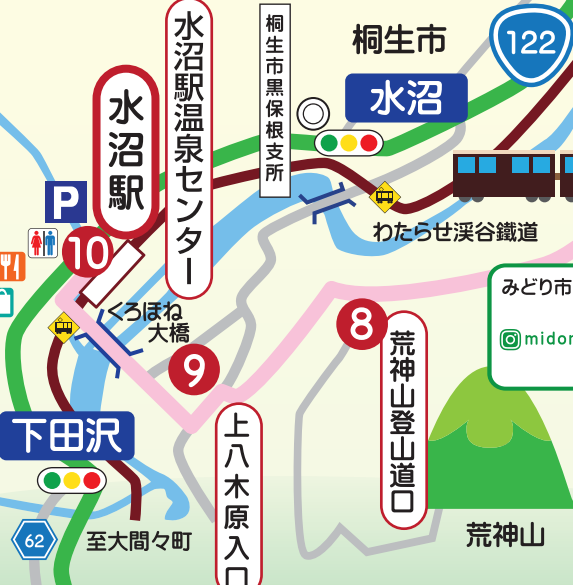 水沼駅温泉センター
桐生市黒保根支所
桐生市
122
水沼
水沼駅
P
10
わたらせ渓谷鐵道
みどり市
midor
くろほね
大橋
8
荒神山登山道口
9
下田沢
上八木原入口
62
至大間々町
荒神山